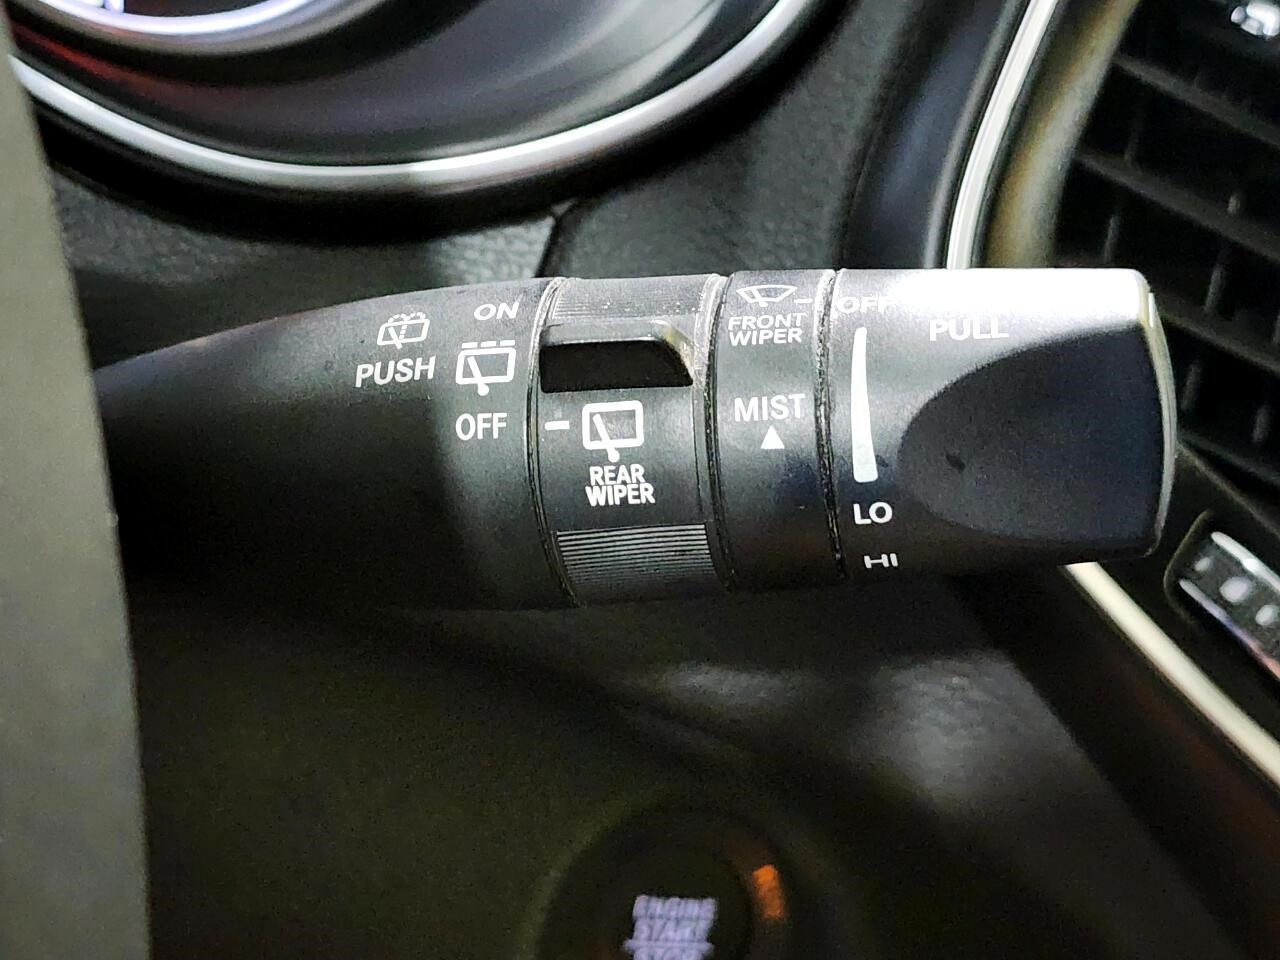 PUSH
ON
OFF
REAR
WIPER
FRONT
WIPER
MIST
OFF
PULL
LO
HI
ENGINE
START
STOP